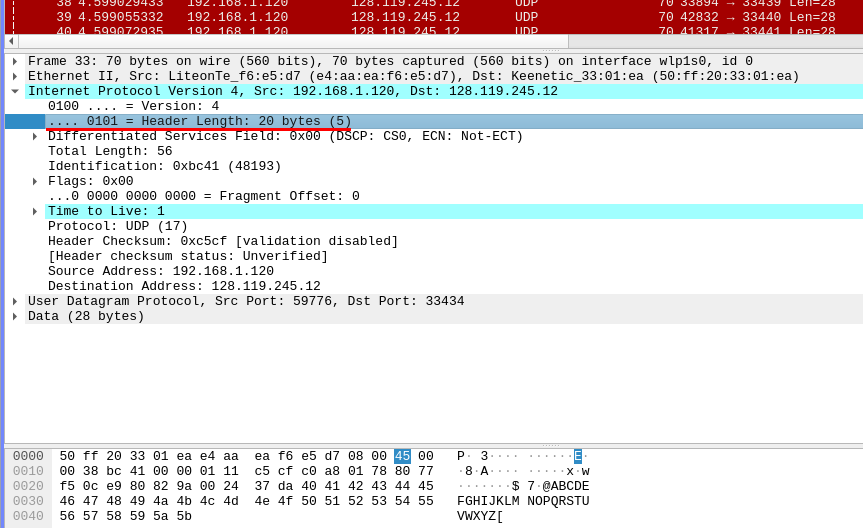 38 4.599029433 192.168.1.120 128.119.245.12 UDP 70 33894 → 33439 Len=28
39 4.599055332 192.168.1.120 128.119.245.12 UDP 70 42832 → 33440 Len=28
40 4.599072935 192.168.1.120 128.119.245.12 UDP 70 41317 → 33441 Len=28
Frame 33: 70 bytes on wire (560 bits), 70 bytes captured (560 bits) on interface wlp1s0, id 0
Ethernet II, Src: LiteonTe_f6:e5:d7 (e4:aa:ea:f6:e5:d7), Dst: Keenetic_33:01:ea (50:ff:20:33:01:ea)
Internet Protocol Version 4, Src: 192.168.1.120, Dst: 128.119.245.12
0100 .... = Version: 4
.... 0101 = Header Length: 20 bytes (5)
Differentiated Services Field: 0x00 (DSCP: CS0, ECN: Not-ECT)
Total Length: 56
Identification: 0xbc41 (48193)
Flags: 0x00
...0 0000 0000 0000 = Fragment Offset: 0
Time to Live: 1
Protocol: UDP (17)
Header Checksum: 0xc5cf [validation disabled]
[Header checksum status: Unverified]
Source Address: 192.168.1.120
Destination Address: 128.119.245.12
User Datagram Protocol, Src Port: 59776, Dst Port: 33434
Data (28 bytes)
0000 50 ff 20 33 01 ea e4 aa ea f6 e5 d7 08 00 45 00 P· 3···· ······E·
0010 00 38 bc 41 00 00 01 11 c5 cf c0 a8 01 78 80 77 ·8·A···· ·····x·w
0020 f5 0c e9 80 82 9a 00 24 37 da 40 41 42 43 44 45 ·······$ 7·@ABCDE
0030 46 47 48 49 4a 4b 4c 4d 4e 4f 50 51 52 53 54 55 FGHIJKLM NOPQRSTU
0040 56 57 58 59 5a 5b VWXYZ[